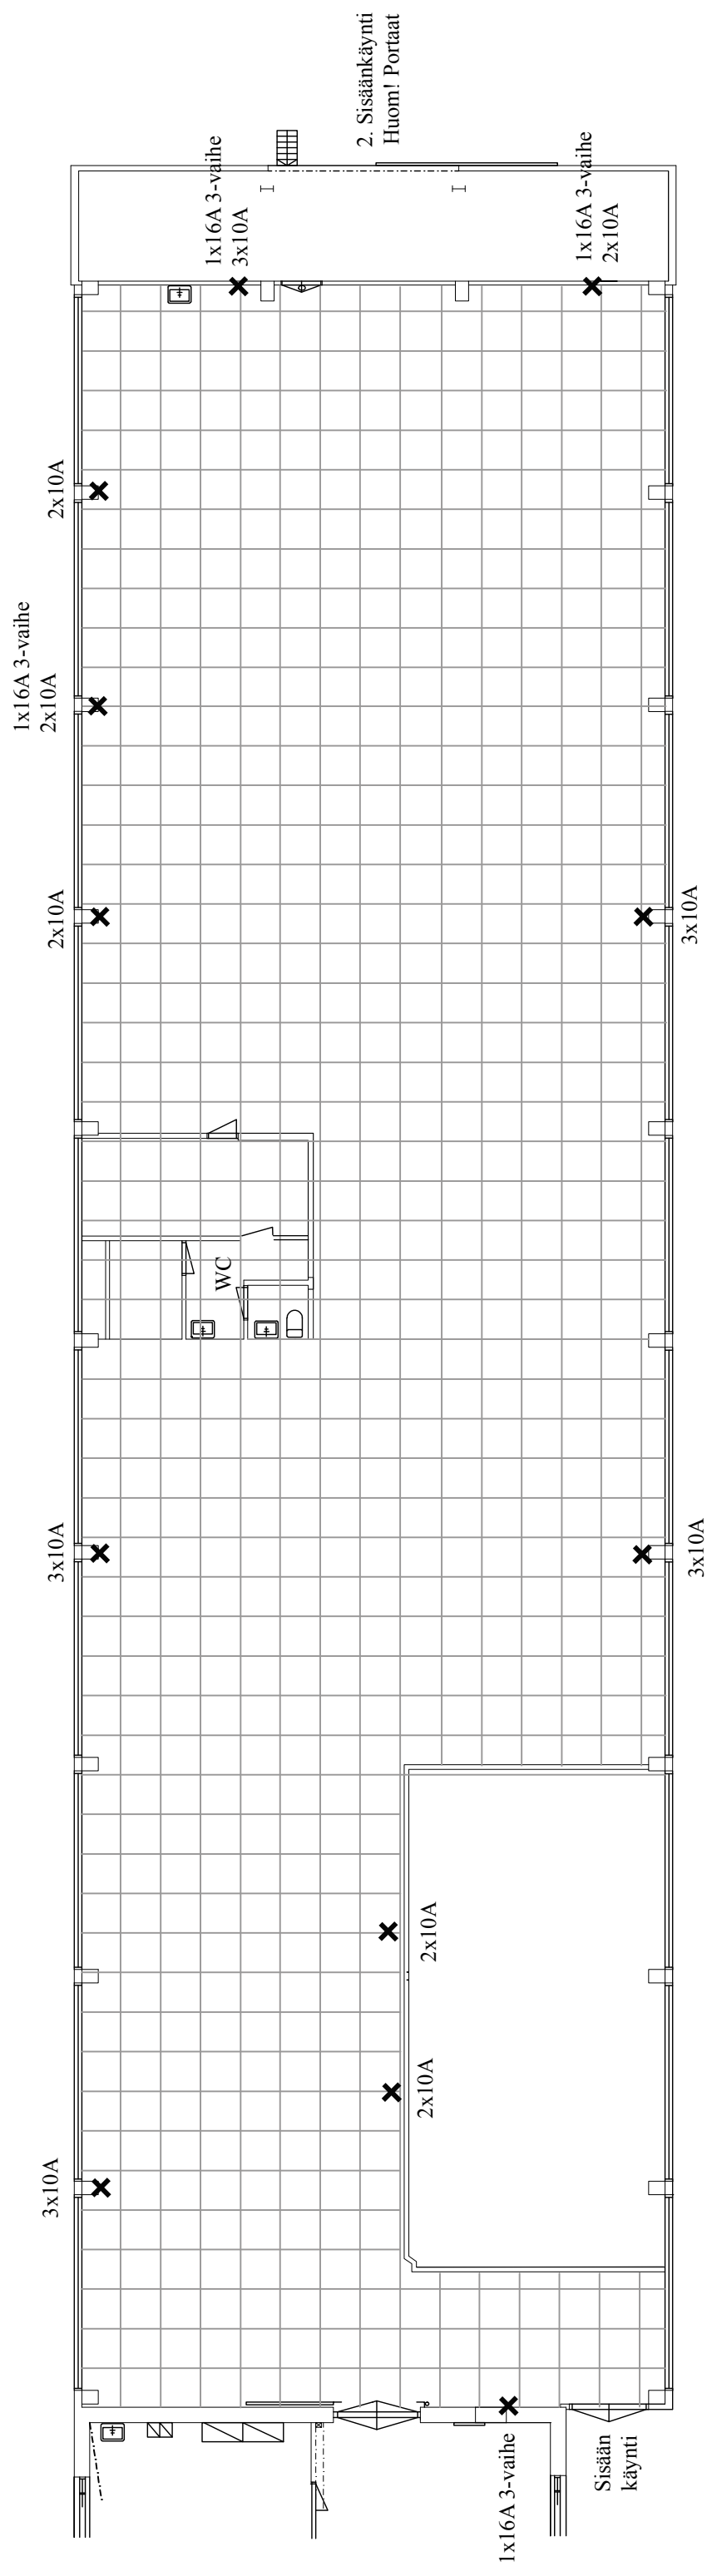 2. Sisäänkäynti
Huom! Portaat
1x16A 3-vaihe
3x10A
1x16A 3-vaihe
2x10A
2x10A
1x16A 3-vaihe
2x10A
2x10A
3x10A
WC
3x10A
3x10A
2x10A
2x10A
3x10A
1x16A 3-vaihe
Sisään
käynti